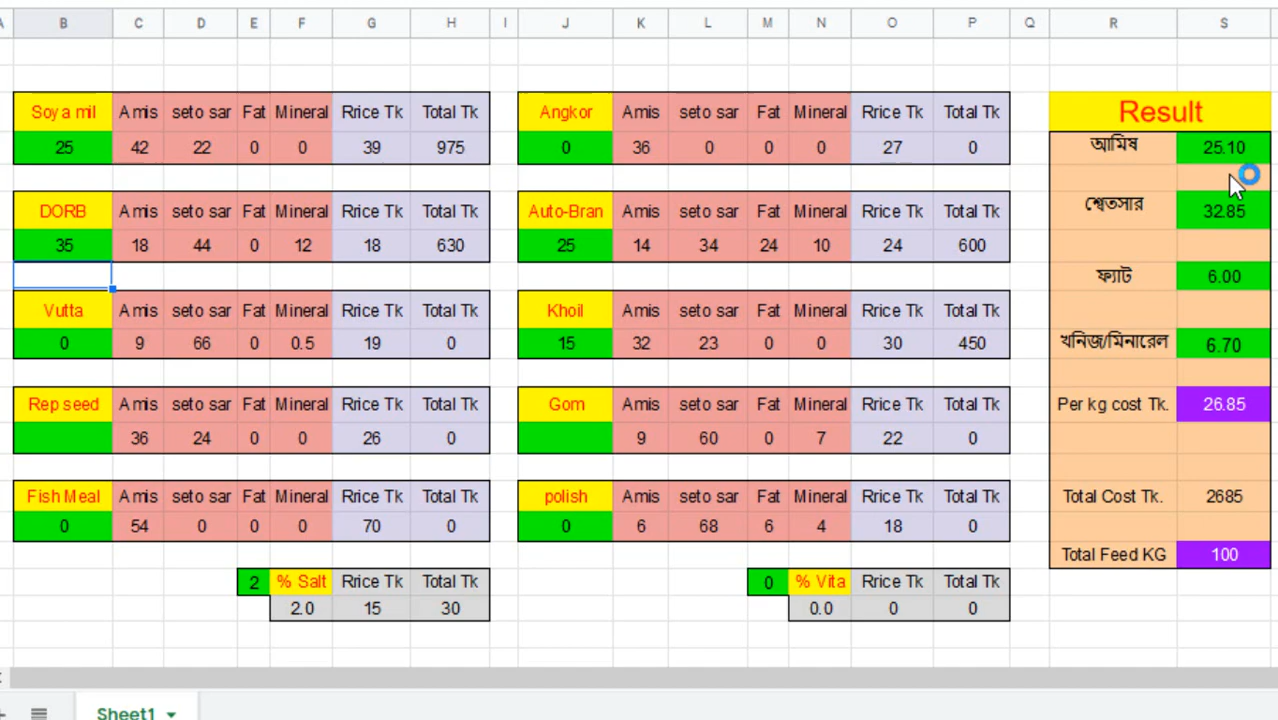 A B C D E F G H I J K L M N O P Q R S
Soya mil Amis seto sar Fat Mineral Rrice Tk Total Tk Angkor Amis seto sar Fat Mineral Rrice Tk Total Tk Result
25 42 22 0 0 39 975 0 36 0 0 0 27 0 আমিষ 25.10
DORB Amis seto sar Fat Mineral Rrice Tk Total Tk Auto-Bran Amis seto sar Fat Mineral Rrice Tk Total Tk শ্বেতসার 32.85
35 18 44 0 12 18 630 25 14 34 24 10 24 600
ফ্যাট 6.00
Vutta Amis seto sar Fat Mineral Rrice Tk Total Tk Khoil Amis seto sar Fat Mineral Rrice Tk Total Tk
0 9 66 0 0.5 19 0 15 32 23 0 0 30 450 খনিজ/মিনারেল 6.70
Rep seed Amis seto sar Fat Mineral Rrice Tk Total Tk Gom Amis seto sar Fat Mineral Rrice Tk Total Tk Per kg cost Tk. 26.85
36 24 0 0 26 0 9 60 0 7 22 0
Fish Meal Amis seto sar Fat Mineral Rrice Tk Total Tk polish Amis seto sar Fat Mineral Rrice Tk Total Tk Total Cost Tk. 2685
0 54 0 0 0 70 0 0 6 68 6 4 18 0
Total Feed KG 100
2 % Salt Rrice Tk Total Tk 0 % Vita Rrice Tk Total Tk
2.0 15 30 0.0 0 0
Sheet1